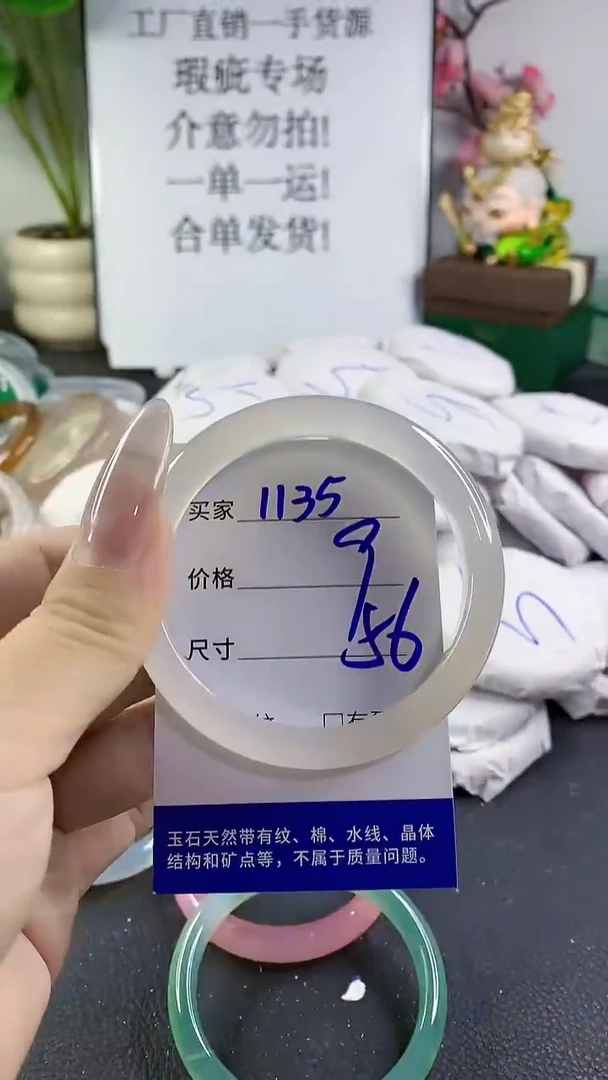 工厂直销一手货源
瑕疵专场
介意勿拍!
一单一运!
合单发货!
买家 1135
价格 9
尺寸 56
玉石天然带有纹、棉、水线、晶体
结构和矿点等，不属于质量问题。